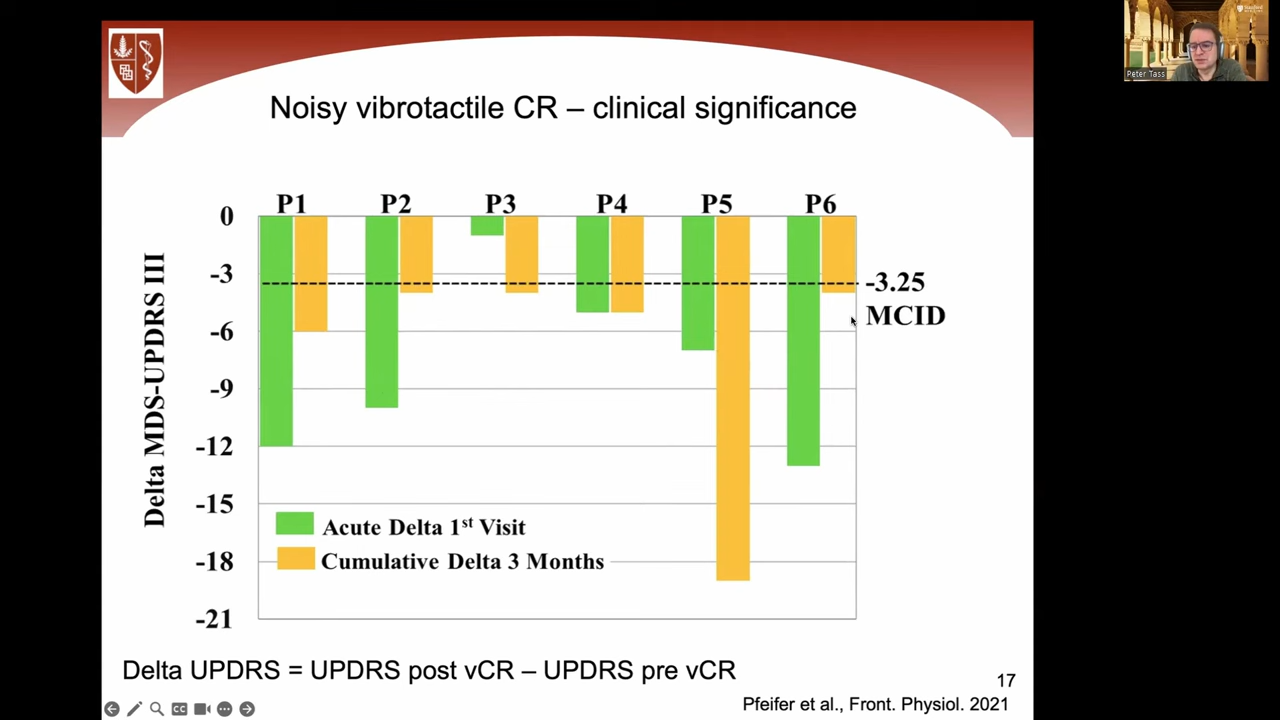 Noisy vibrotactile CR – clinical significance
P1 P2 P3 P4 P5 P6
0
-3
-6
-9
-12
-15
-18
-21
Delta MDS-UPDRS III
-3.25
MCID
Acute Delta 1st Visit
Cumulative Delta 3 Months
Delta UPDRS = UPDRS post vCR – UPDRS pre vCR
17
Pfeifer et al., Front. Physiol. 2021
CC
Peter Tass